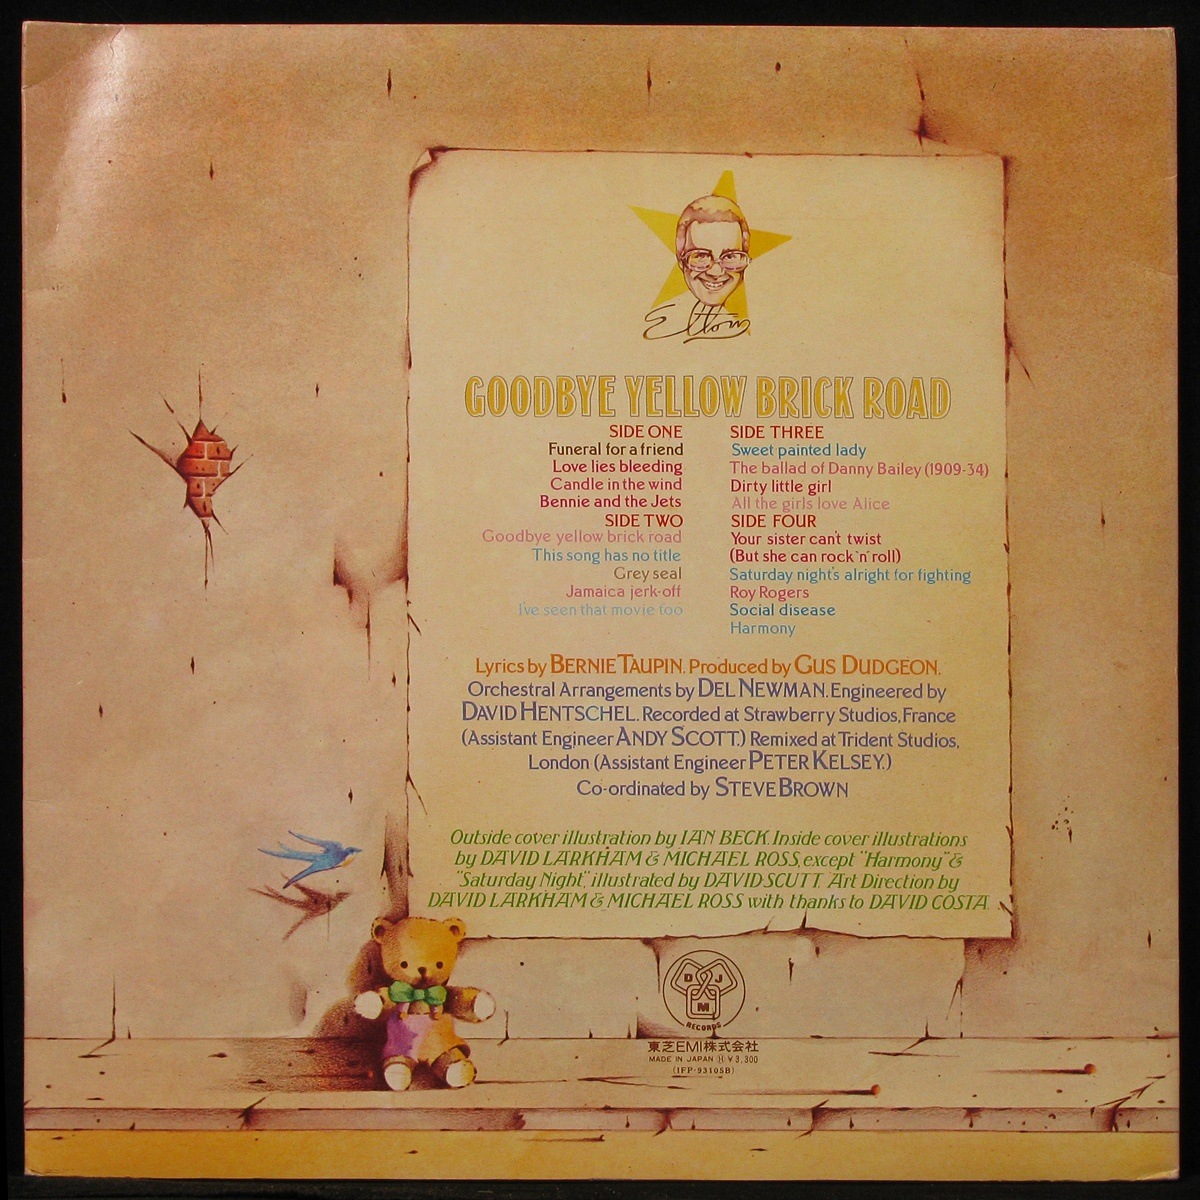 Elton
GOODBYE YELLOW BRICK ROAD
SIDE ONE
Funeral for a friend
Love lies bleeding
Candle in the wind
Bennie and the Jets
SIDE TWO
Goodbye yellow brick road
This song has no title
Grey seal
Jamaica jerk-off
I've seen that movie too
SIDE THREE
Sweet painted lady
The ballad of Danny Bailey (1909-34)
Dirty little girl
All the girls love Alice
SIDE FOUR
Your sister can't twist
(But she can rock 'n' roll)
Saturday night's alright for fighting
Roy Rogers
Social disease
Harmony
Lyrics by BERNIE TAUPIN. Produced by GUS DUDGEON.
Orchestral Arrangements by DEL NEWMAN. Engineered by
DAVID HENTSCHEL. Recorded at Strawberry Studios, France
(Assistant Engineer ANDY SCOTT.) Remixed at Trident Studios,
London (Assistant Engineer PETER KELSEY.)
Co-ordinated by STEVE BROWN
Outside cover illustration by IAN BECK. Inside cover illustrations
by DAVID LARKHAM & MICHAEL ROSS, except "Harmony" &
"Saturday Night", illustrated by DAVID SCUTT. Art Direction by
DAVID LARKHAM & MICHAEL ROSS with thanks to DAVID COSTA.
D J
M
RECORDS
東芝EMI株式会社
MADE IN JAPAN Ⓗ ¥3,300
(IFP-93105B)